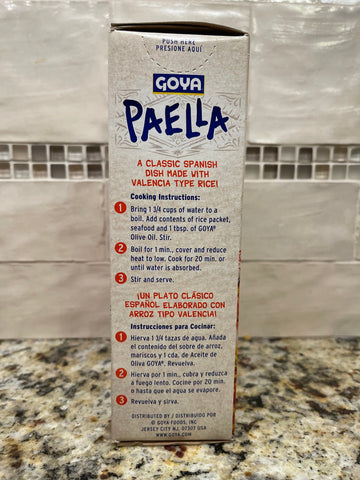 PUSH HERE
PRESIONE AQUÍ
GOYA
PAELLA
A CLASSIC SPANISH
DISH MADE WITH
VALENCIA TYPE RICE!
Cooking Instructions:
1 Bring 1 3/4 cups of water to a
boil. Add contents of rice packet,
seafood and 1 tbsp. of GOYA®
Olive Oil. Stir.
2 Boil for 1 min., cover and reduce
heat to low. Cook for 20 min. or
until water is absorbed.
3 Stir and serve.
¡UN PLATO CLÁSICO
ESPAÑOL ELABORADO CON
ARROZ TIPO VALENCIA!
Instrucciones para Cocinar:
1 Hierva 1 3/4 tazas de agua. Añada
el contenido del sobre de arroz,
mariscos y 1 cda. de Aceite de
Oliva GOYA®. Revuelva.
2 Hierva por 1 min., cubra y reduzca
a fuego lento. Cocine por 20 min.
o hasta que el agua se evapore.
3 Revuelva y sirva.
DISTRIBUTED BY / DISTRIBUIDO POR
© GOYA FOODS, INC
JERSEY CITY N.J. 07307 USA
WWW.GOYA.COM